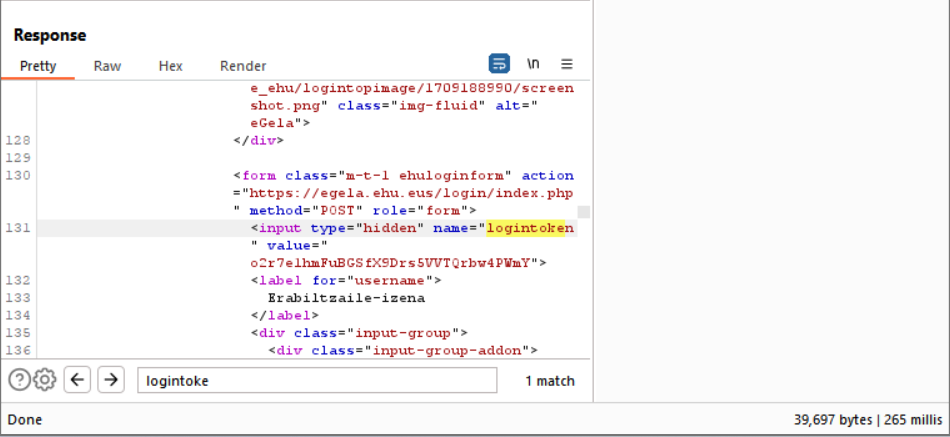 Response
Pretty Raw Hex Render \n
e_ehu/logintopimage/1709188990/screen
shot.png" class="img-fluid" alt="
eGela">
128 </div>
129
130 <form class="m-t-1 ehuloginform" action
="https://egela.ehu.eus/login/index.php
" method="POST" role="form">
131 <input type="hidden" name="logintoken
" value="
o2r7elhmFuBGSfX9Drs5VVTQrbw4PWmY">
132 <label for="username">
133 Erabiltzaile-izena
134 </label>
135 <div class="input-group">
136 <div class="input-group-addon">
logintoke 1 match
Done 39,697 bytes | 265 millis